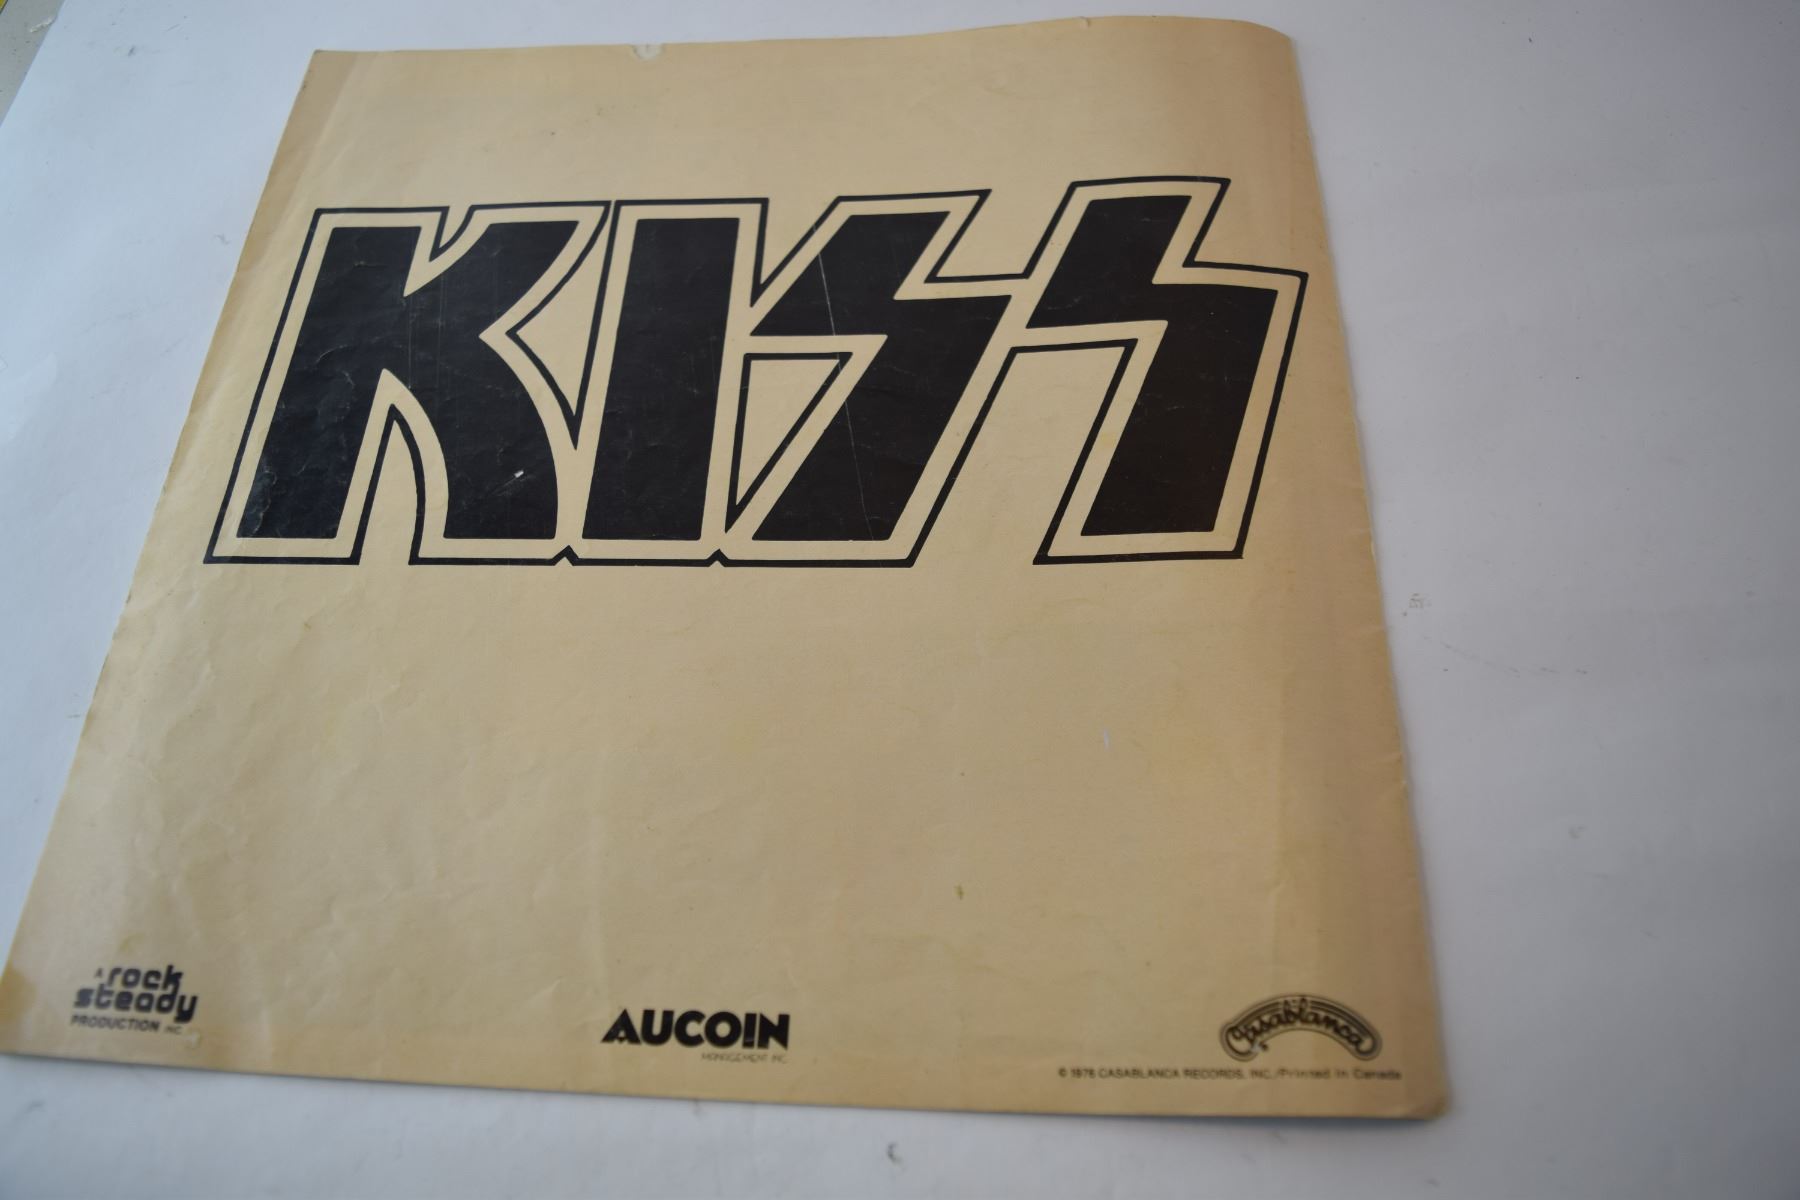 KISS
A rock
steady
PRODUCTION INC.
AUCOIN
MANAGEMENT INC.
Casablanca
© 1976 CASABLANCA RECORDS, INC./Printed In Canada